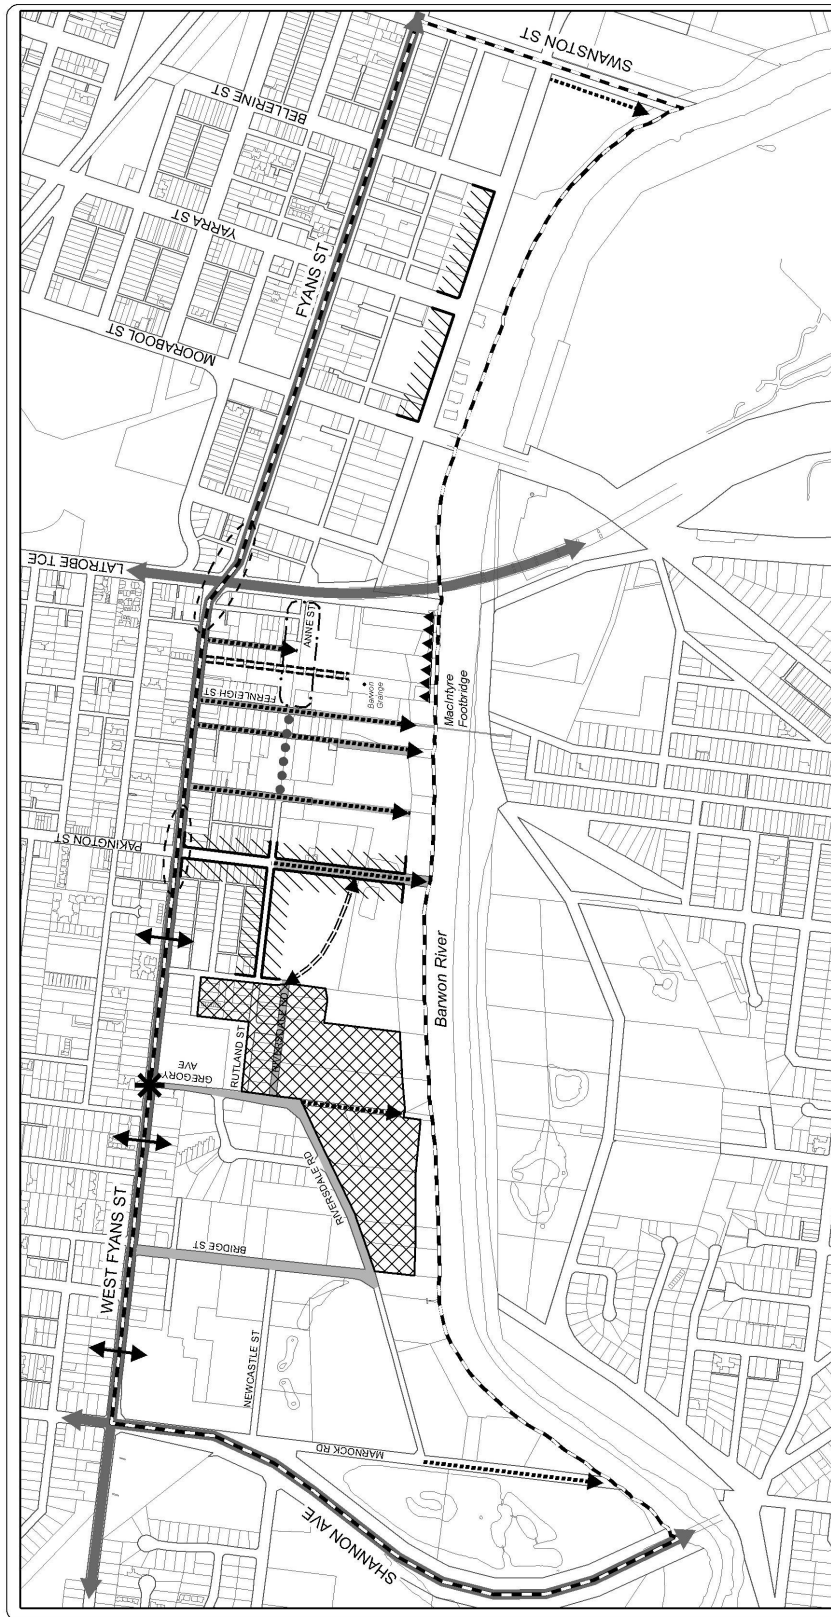 SWANSTON ST
BELLERINE ST
YARRA ST
FYANS ST
MOORABOOL ST
LATROBE TCE
ANNE ST
FERNLEIGH ST
Barwon
Grange
MacIntyre
Footbridge
PAKINGTON ST
Barwon River
RIVERSDALE RD
RUTLAND ST
GREGORY
AVE
RIVERSDALE RD
WEST FYANS ST
BRIDGE ST
NEWCASTLE ST
MARNOCK RD
SHANNON AVE